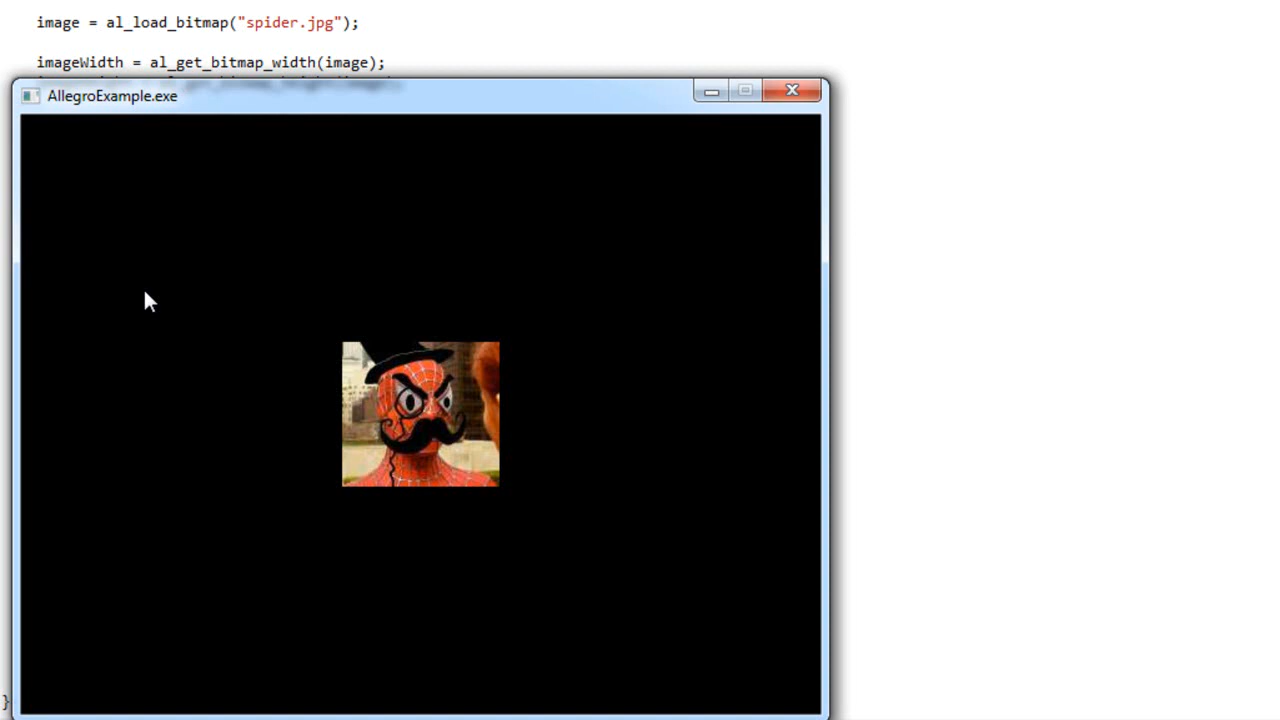 image = al_load_bitmap("spider.jpg");
imageWidth = al_get_bitmap_width(image);
AllegroExample.exe
}